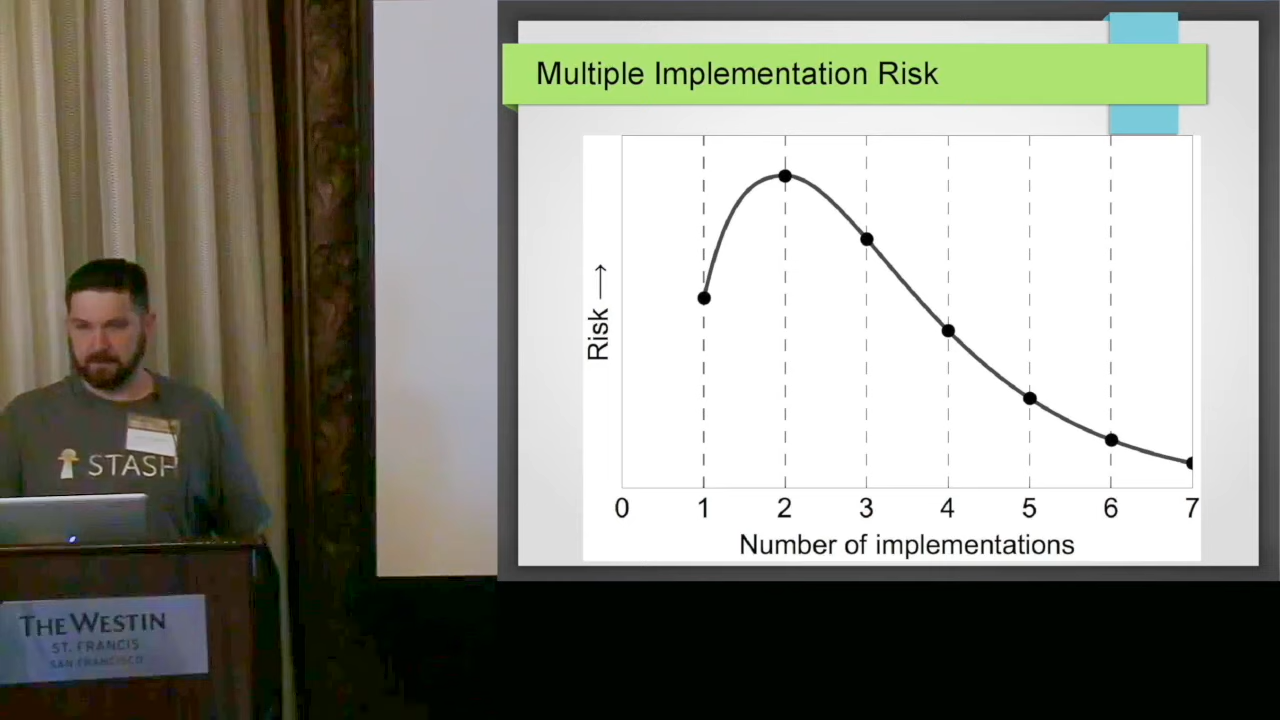 Multiple Implementation Risk
Risk →
0 1 2 3 4 5 6 7
Number of implementations
STASH
THE WESTIN
ST. FRANCIS
SAN FRANCISCO